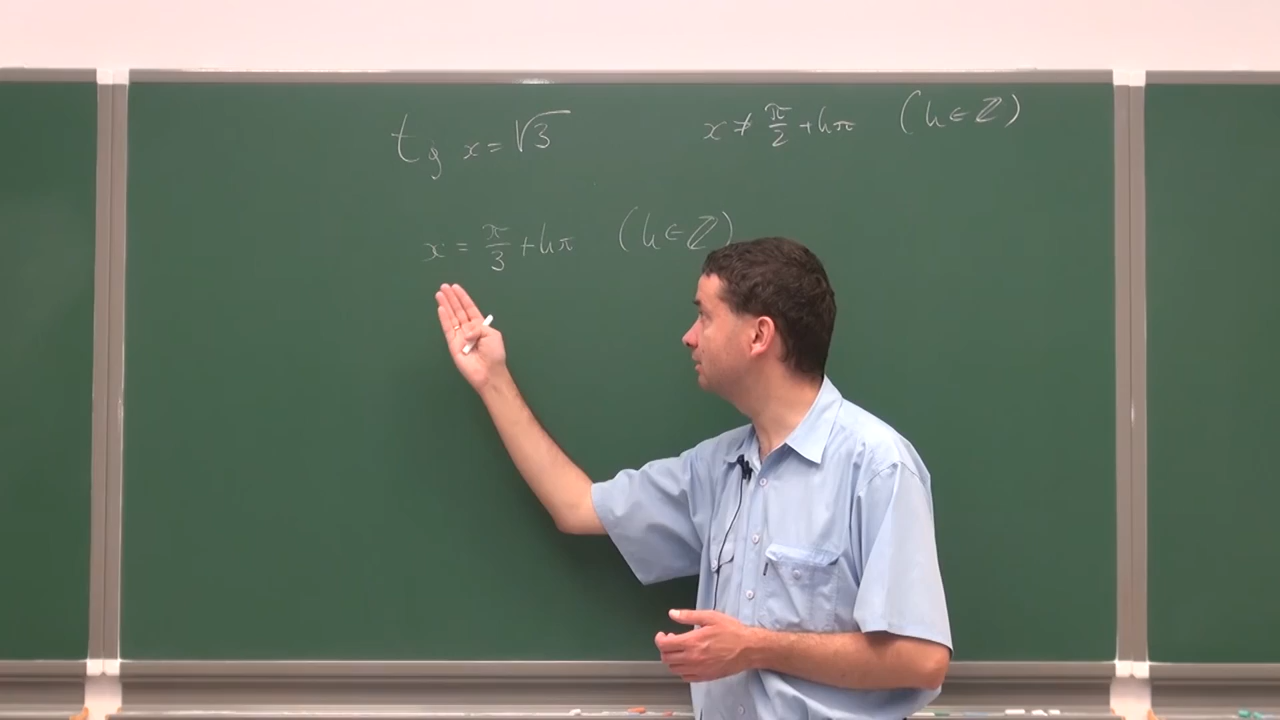 tg x = √3
x ≠ π/2 + kπ (k ∈ ℤ)
x = π/3 + kπ (k ∈ ℤ)